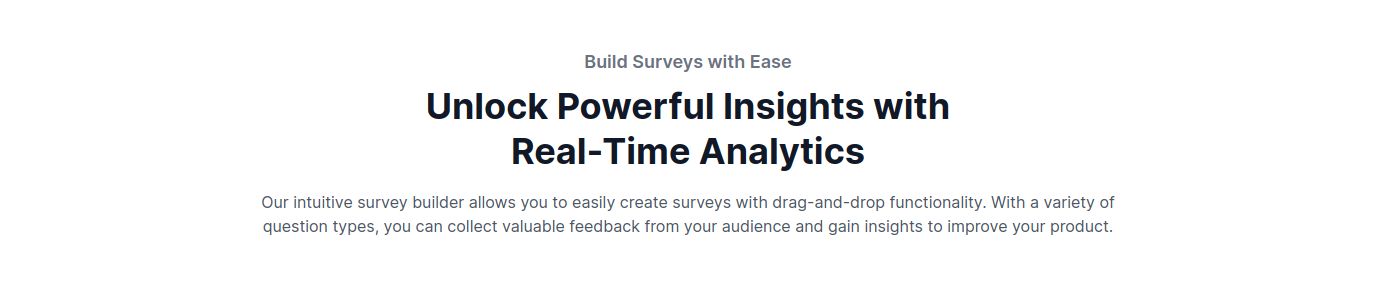 Build Surveys with Ease
Unlock Powerful Insights with
Real-Time Analytics
Our intuitive survey builder allows you to easily create surveys with drag-and-drop functionality. With a variety of
question types, you can collect valuable feedback from your audience and gain insights to improve your product.